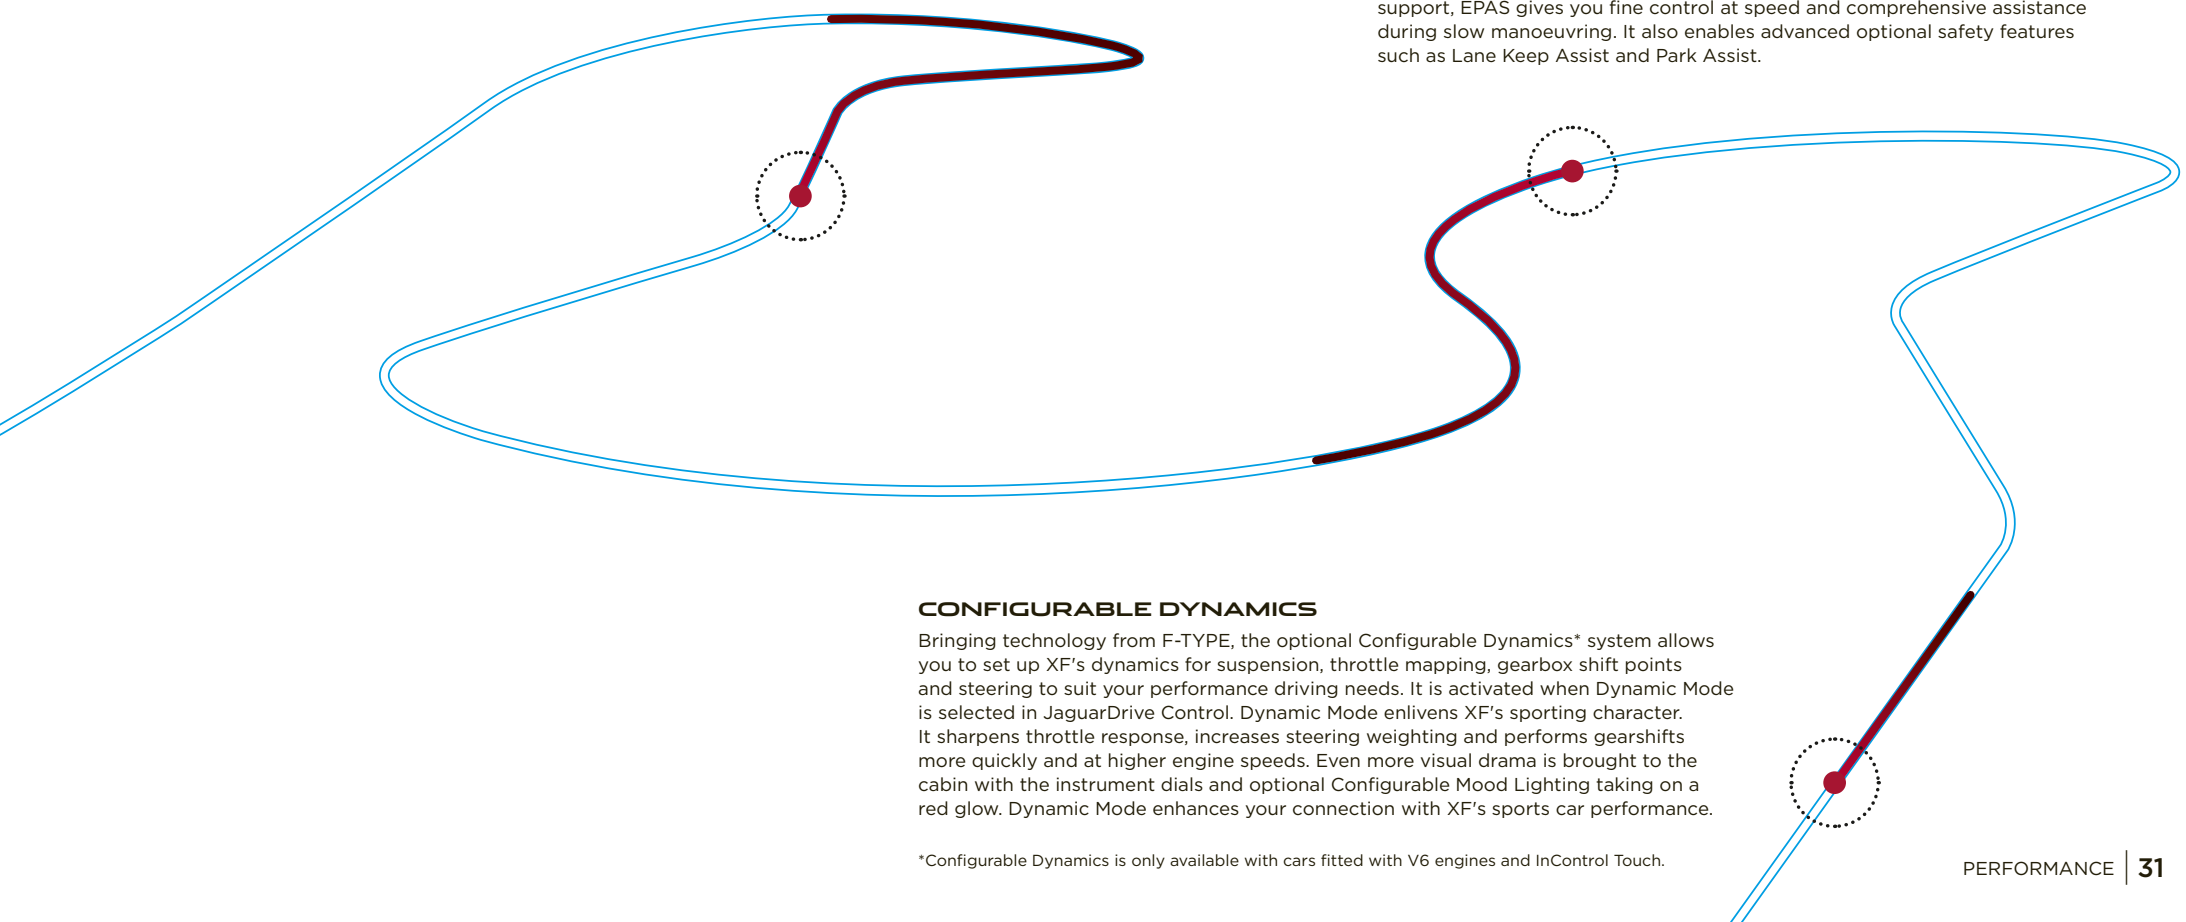 support, EPAS gives you fine control at speed and comprehensive assistance
during slow manoeuvring. It also enables advanced optional safety features
such as Lane Keep Assist and Park Assist.
CONFIGURABLE DYNAMICS
Bringing technology from F-TYPE, the optional Configurable Dynamics* system allows
you to set up XF's dynamics for suspension, throttle mapping, gearbox shift points
and steering to suit your performance driving needs. It is activated when Dynamic Mode
is selected in JaguarDrive Control. Dynamic Mode enlivens XF's sporting character.
It sharpens throttle response, increases steering weighting and performs gearshifts
more quickly and at higher engine speeds. Even more visual drama is brought to the
cabin with the instrument dials and optional Configurable Mood Lighting taking on a
red glow. Dynamic Mode enhances your connection with XF's sports car performance.
*Configurable Dynamics is only available with cars fitted with V6 engines and InControl Touch.
PERFORMANCE 31